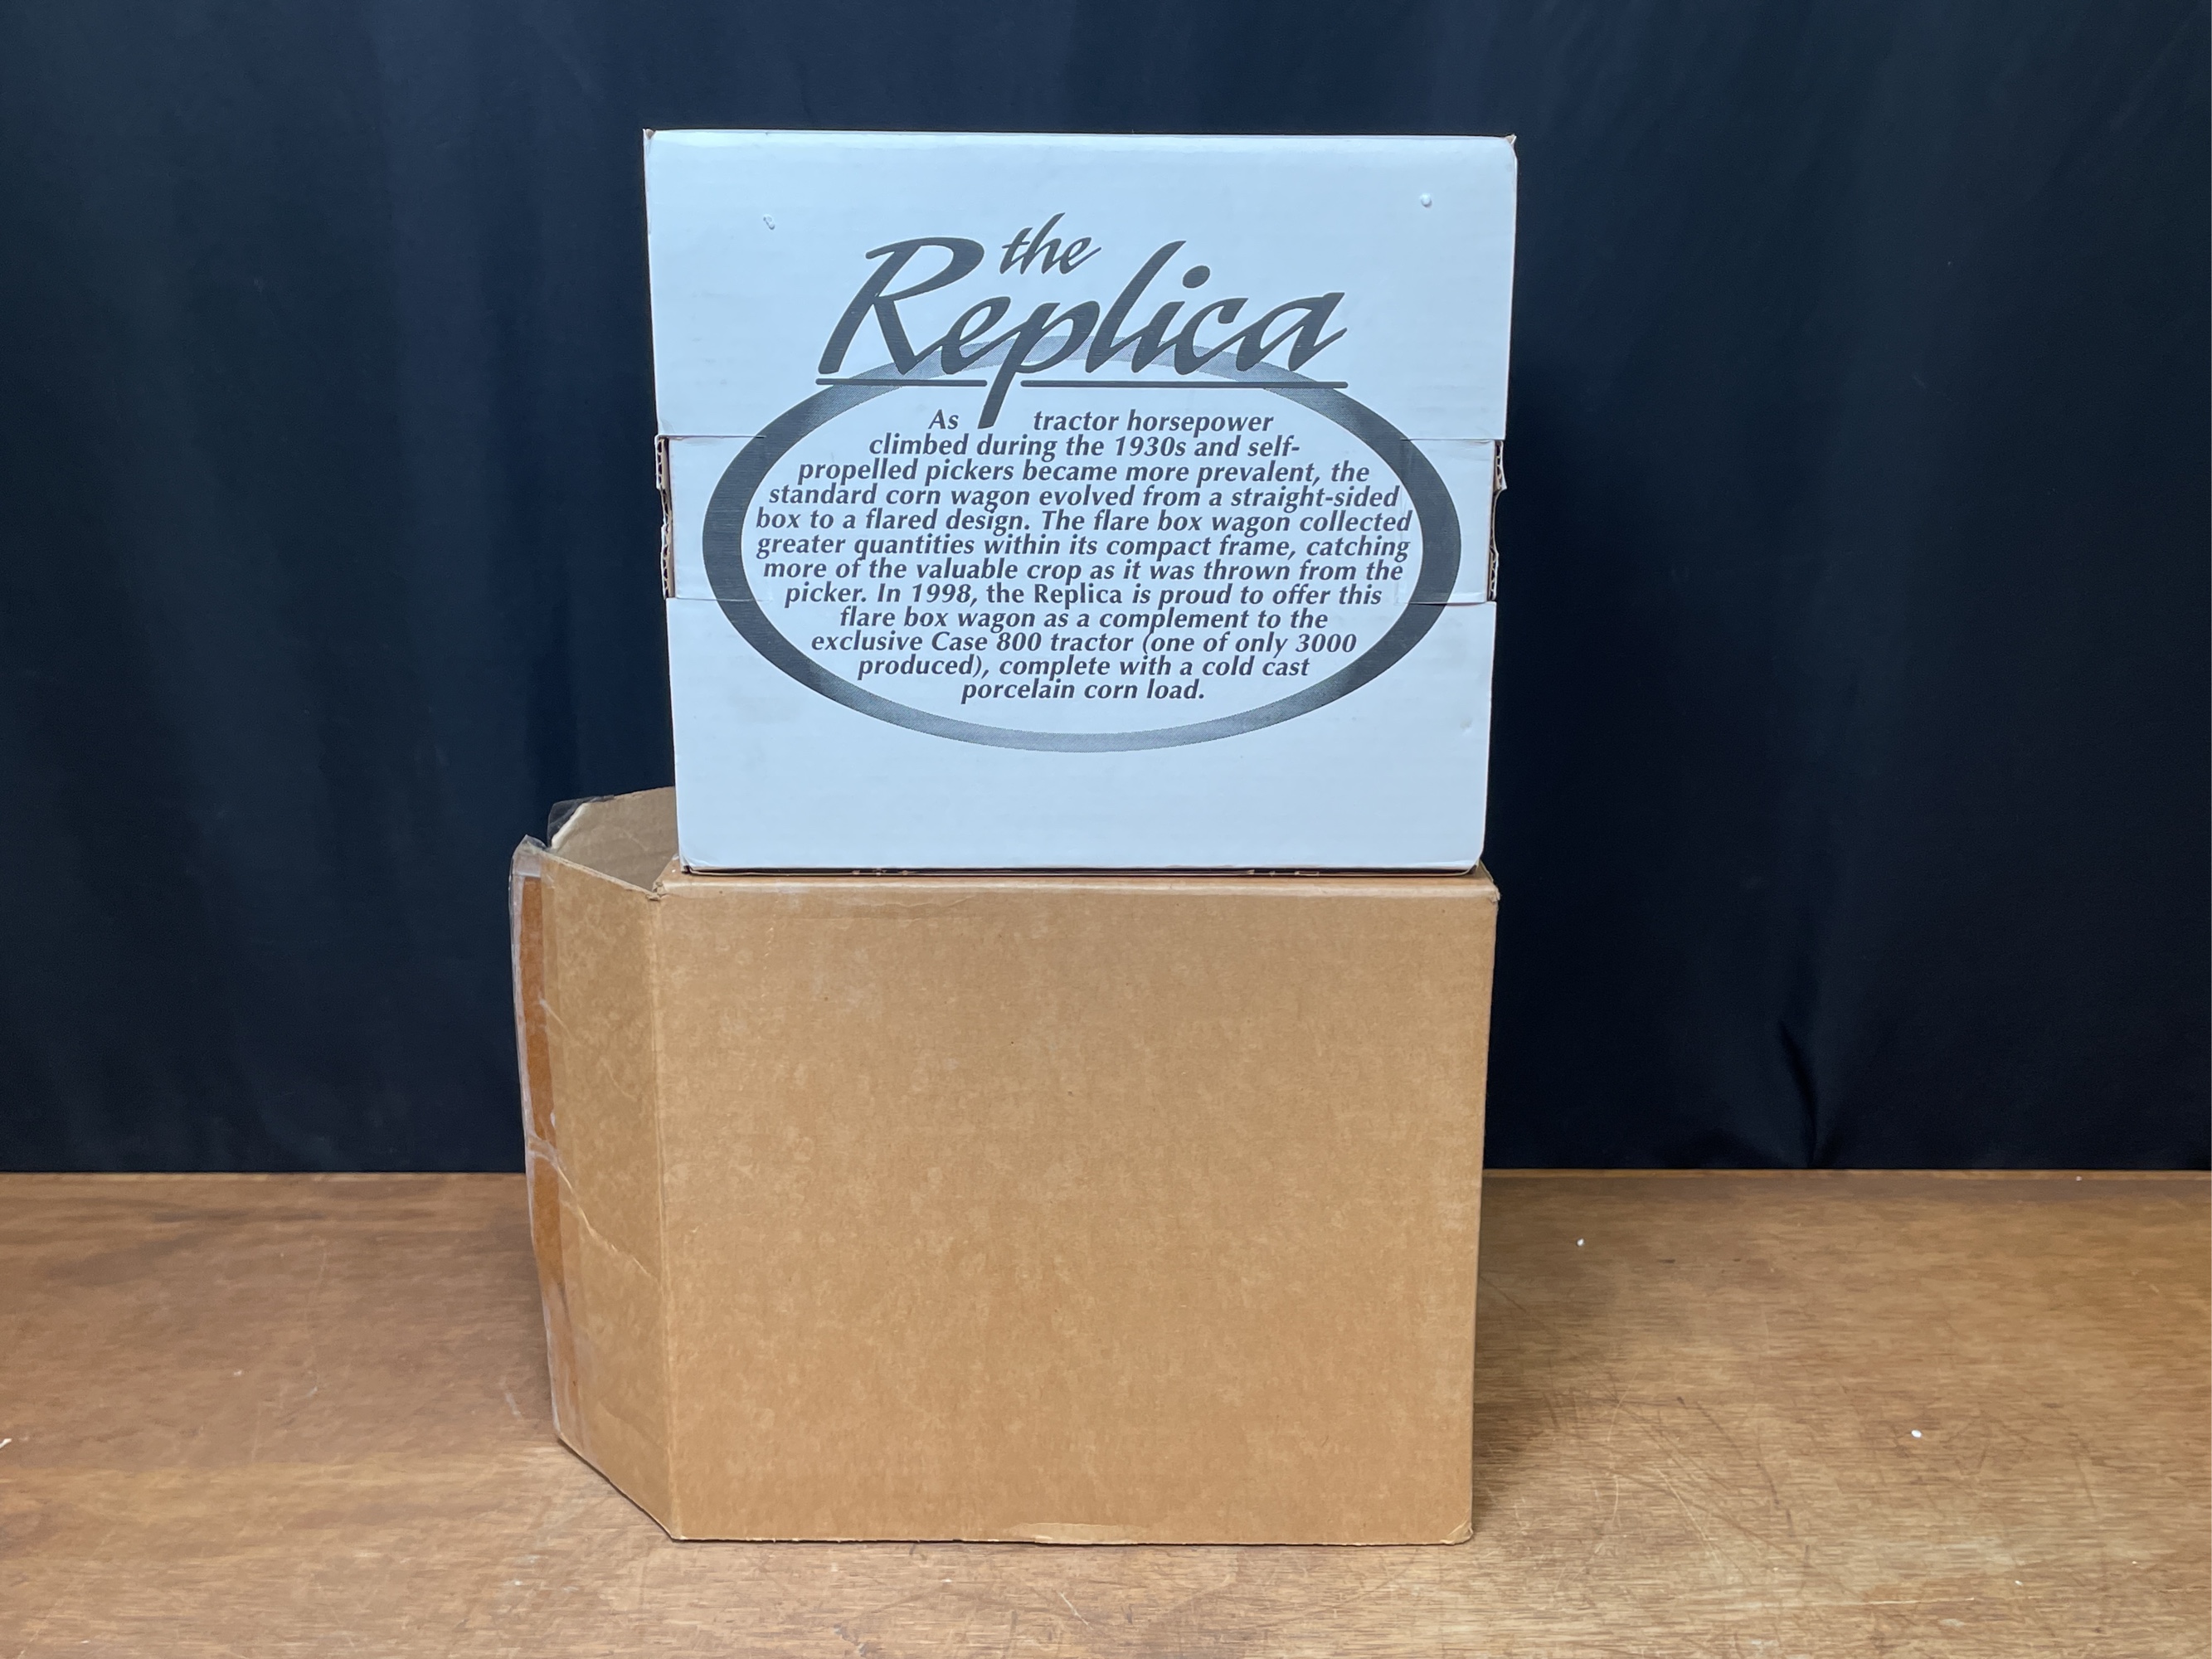 the
Replica
As tractor horsepower
climbed during the 1930s and self-
propelled pickers became more prevalent, the
standard corn wagon evolved from a straight-sided
box to a flared design. The flare box wagon collected
greater quantities within its compact frame, catching
more of the valuable crop as it was thrown from the
picker. In 1998, the Replica is proud to offer this
flare box wagon as a complement to the
exclusive Case 800 tractor (one of only 3000
produced), complete with a cold cast
porcelain corn load.